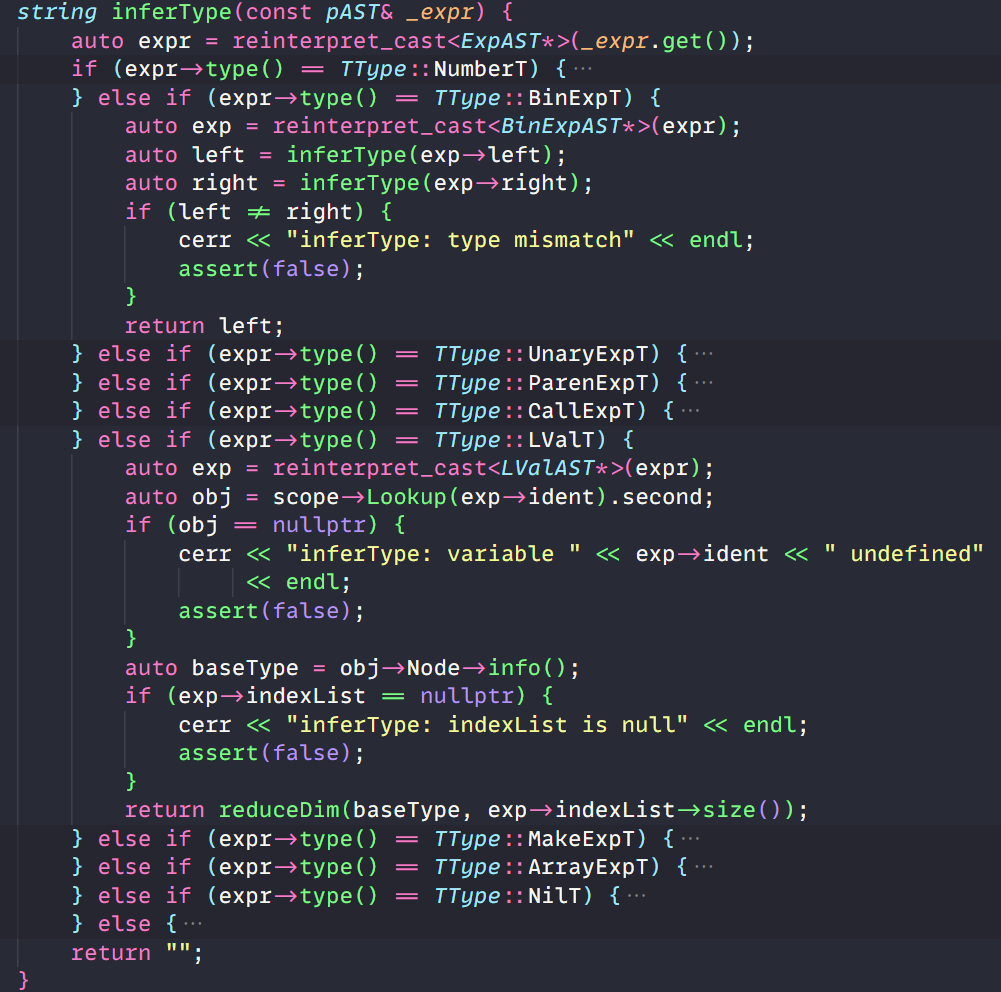 string inferType(const pAST& _expr) {
    auto expr = reinterpret_cast<ExpAST*>(_expr.get());
    if (expr->type() == TType::NumberT) {···
    } else if (expr->type() == TType::BinExpT) {
        auto exp = reinterpret_cast<BinExpAST*>(expr);
        auto left = inferType(exp->left);
        auto right = inferType(exp->right);
        if (left != right) {
            cerr << "inferType: type mismatch" << endl;
            assert(false);
        }
        return left;
    } else if (expr->type() == TType::UnaryExpT) {···
    } else if (expr->type() == TType::ParenExpT) {···
    } else if (expr->type() == TType::CallExpT) {···
    } else if (expr->type() == TType::LValT) {
        auto exp = reinterpret_cast<LValAST*>(expr);
        auto obj = scope->Lookup(exp->ident).second;
        if (obj == nullptr) {
            cerr << "inferType: variable " << exp->ident << " undefined"
                 << endl;
            assert(false);
        }
        auto baseType = obj->Node->info();
        if (exp->indexList == nullptr) {
            cerr << "inferType: indexList is null" << endl;
            assert(false);
        }
        return reduceDim(baseType, exp->indexList->size());
    } else if (expr->type() == TType::MakeExpT) {···
    } else if (expr->type() == TType::ArrayExpT) {···
    } else if (expr->type() == TType::NilT) {···
    } else {···
    return "";
}